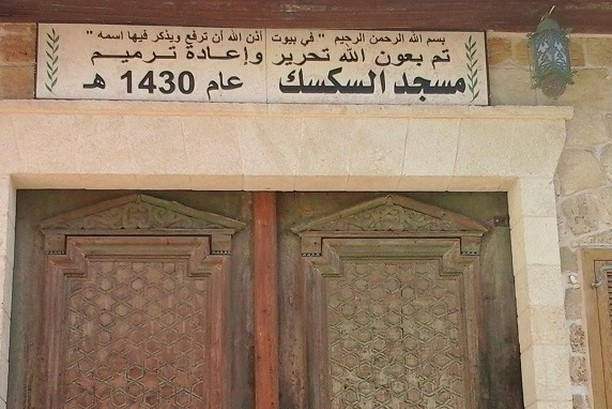 بسم الله الرحمن الرحيم " في بيوت أذن الله أن ترفع ويذكر فيها اسمه "
تم بعون الله تحرير وإعادة ترميم
مسجد السكسك عام 1430 هـ